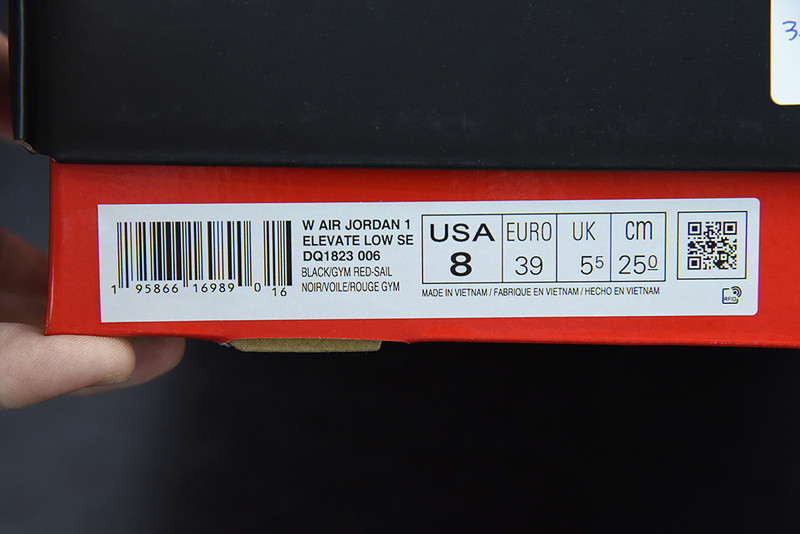 3
W AIR JORDAN 1
ELEVATE LOW SE
DQ1823 006
BLACK/GYM RED-SAIL
NOIR/VOILE/ROUGE GYM
1 95866 16989 0 16
USA EURO UK cm
8 39 5⁵ 25⁰
MADE IN VIETNAM / FABRIQUE EN VIETNAM / HECHO EN VIETNAM
RFID